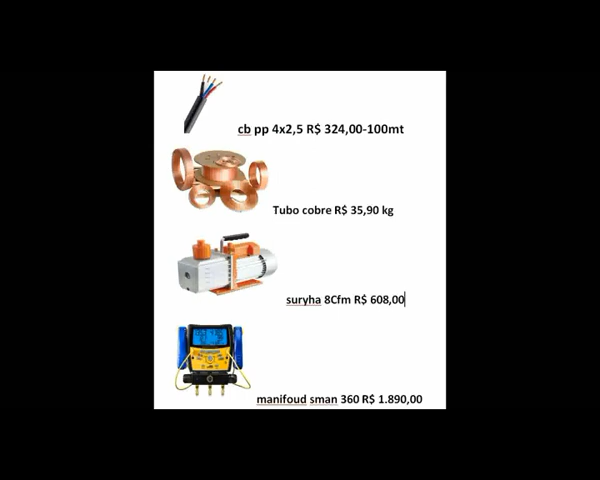 cb pp 4x2,5 R$ 324,00-100mt
Tubo cobre R$ 35,90 kg
suryha 8Cfm R$ 608,00
manifoud sman 360 R$ 1.890,00